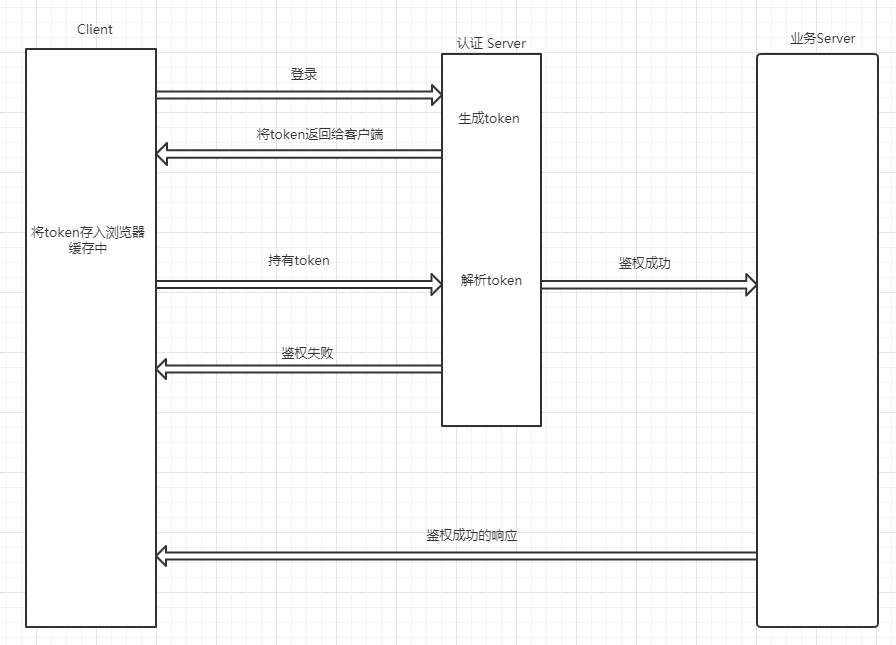 Client
认证 Server
业务Server
登录
生成token
将token返回给客户端
将token存入浏览器
缓存中
持有token
解析token
鉴权成功
鉴权失败
鉴权成功的响应